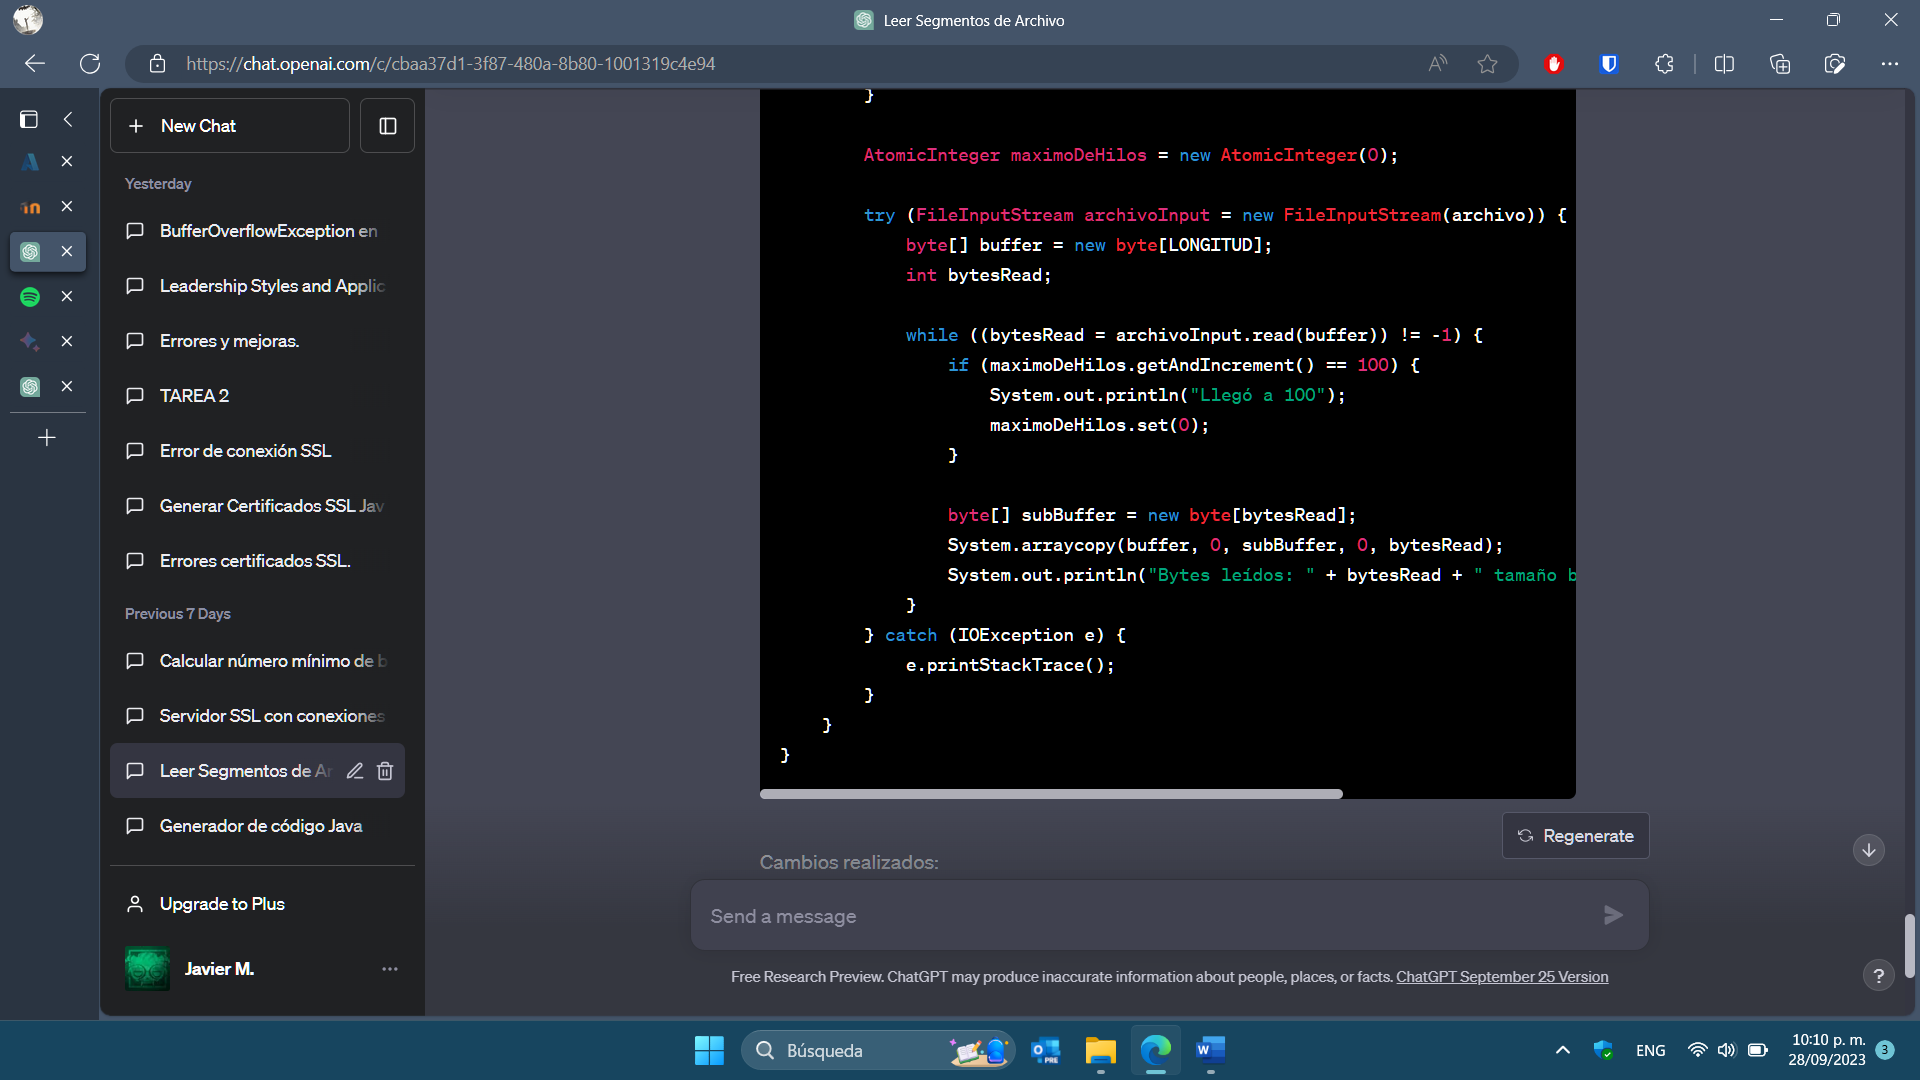 Leer Segmentos de Archivo
https://chat.openai.com/c/cbaa37d1-3f87-480a-8b80-1001319c4e94
New Chat
Yesterday
BufferOverflowException en
Leadership Styles and Applic
Errores y mejoras.
TAREA 2
Error de conexión SSL
Generar Certificados SSL Jav
Errores certificados SSL.
Previous 7 Days
Calcular número mínimo de b
Servidor SSL con conexiones
Leer Segmentos de Ar
Generador de código Java
Upgrade to Plus
Javier M.
}
AtomicInteger maximoDeHilos = new AtomicInteger(0);
try (FileInputStream archivoInput = new FileInputStream(archivo)) {
byte[] buffer = new byte[LONGITUD];
int bytesRead;
while ((bytesRead = archivoInput.read(buffer)) != -1) {
if (maximoDeHilos.getAndIncrement() == 100) {
System.out.println("Llegó a 100");
maximoDeHilos.set(0);
}
byte[] subBuffer = new byte[bytesRead];
System.arraycopy(buffer, 0, subBuffer, 0, bytesRead);
System.out.println("Bytes leídos: " + bytesRead + " tamaño b
}
} catch (IOException e) {
e.printStackTrace();
}
}
}
Regenerate
Cambios realizados:
Send a message
Free Research Preview. ChatGPT may produce inaccurate information about people, places, or facts. ChatGPT September 25 Version
?
Búsqueda
ENG
10:10 p. m.
28/09/2023
3